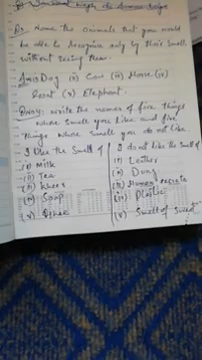 Q: Name the animals that you would
be able to recognise only by their smell
without seeing them.
Ans: (i) Dog (ii) Cow (iii) Horse (iv)
Goat (v) Elephant.
write the names of five things
whose smell you like and five
things whose smell you do not like
I like the smell of | I do not like the smell of
(i) Milk | (i) Leather
(ii) Tea | (ii) Dung
(iii) Kheer | (iii)
(iv) Soap | (iv) Plastic
(v) | (v) Smell of